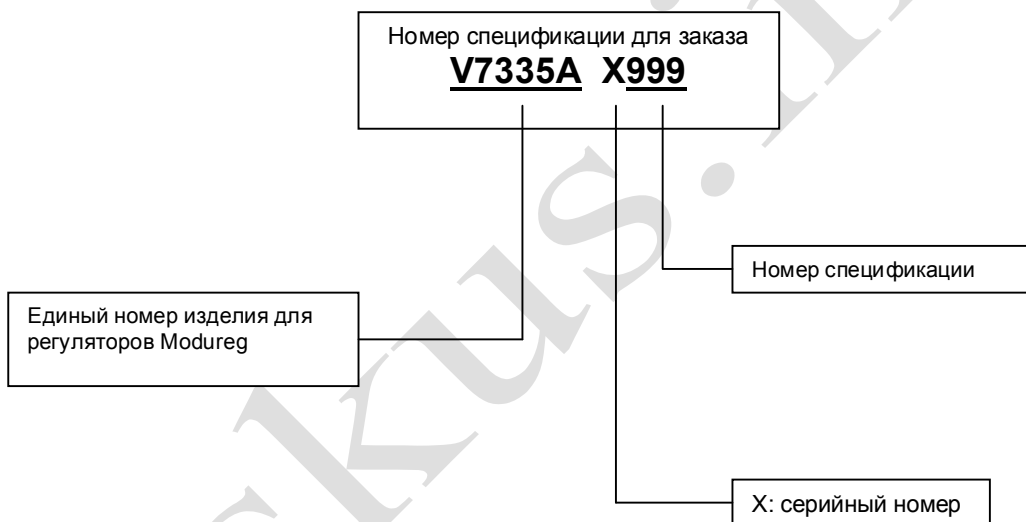 Номер спецификации для заказа
V7335A X999
Номер спецификации
Единый номер изделия для
регуляторов Modureg
X: серийный номер